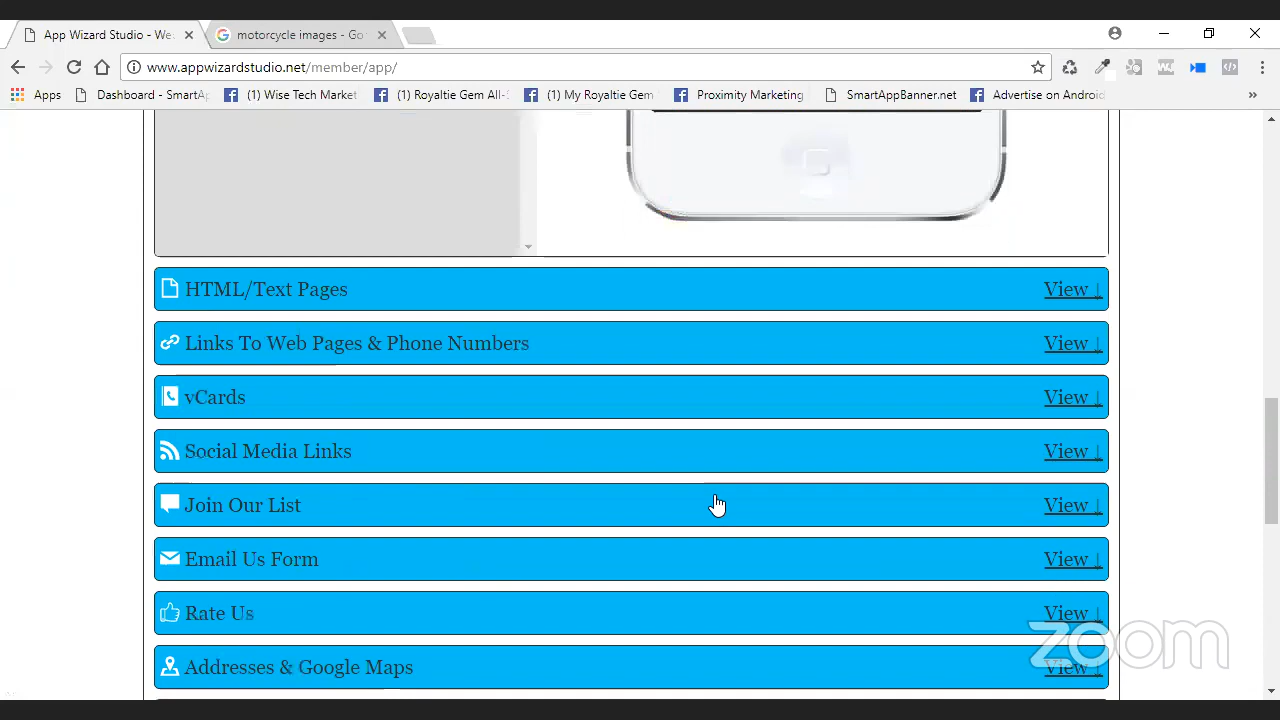 App Wizard Studio - We
motorcycle images - Go
www.appwizardstudio.net/member/app/
Apps
Dashboard - SmartAp
(1) Wise Tech Market
(1) Royaltie Gem All-S
(1) My Royaltie Gem
Proximity Marketing
SmartAppBanner.net
Advertise on Android
»
HTML/Text Pages View ↓
Links To Web Pages & Phone Numbers View ↓
vCards View ↓
Social Media Links View ↓
Join Our List View ↓
Email Us Form View ↓
Rate Us View ↓
zoom
Addresses & Google Maps View ↓